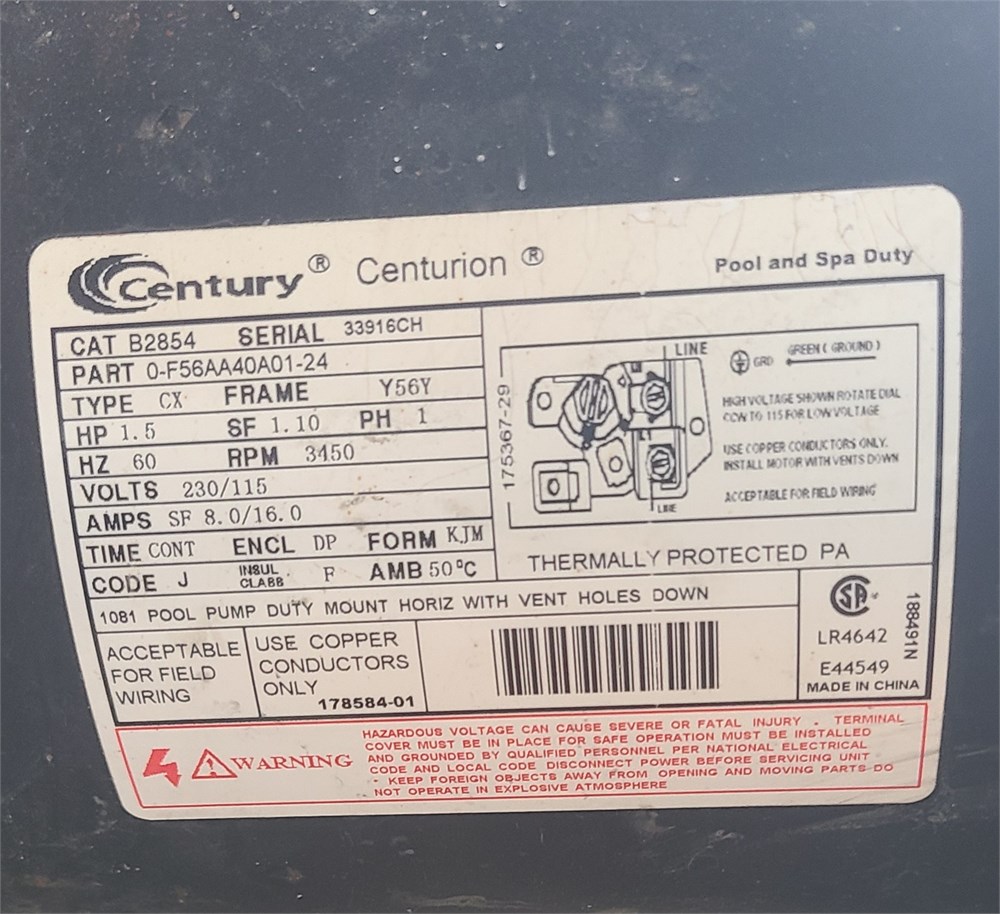 Century® Centurion®
Pool and Spa Duty
CAT B2854 SERIAL 33916CH
PART 0-F56AA40A01-24
TYPE CX FRAME Y56Y
HP 1.5 SF 1.10 PH 1
HZ 60 RPM 3450
VOLTS 230/115
AMPS SF 8.0/16.0
TIME CONT ENCL DP FORM KJM
CODE J INSUL CLASS F AMB 50°C
175367-29
LINE
L1
LINE
GRD GREEN ( GROUND )
HIGH VOLTAGE SHOWN ROTATE DIAL
CCW TO 115 FOR LOW VOLTAGE
USE COPPER CONDUCTORS ONLY.
INSTALL MOTOR WITH VENTS DOWN
ACCEPTABLE FOR FIELD WIRING
THERMALLY PROTECTED PA
1081 POOL PUMP DUTY MOUNT HORIZ WITH VENT HOLES DOWN
ACCEPTABLE
FOR FIELD
WIRING
USE COPPER
CONDUCTORS
ONLY
178584-01
SA
LR4642
E44549
MADE IN CHINA
188491N
WARNING
HAZARDOUS VOLTAGE CAN CAUSE SEVERE OR FATAL INJURY . TERMINAL
COVER MUST BE IN PLACE FOR SAFE OPERATION MUST BE INSTALLED
AND GROUNDED BY QUALIFIED PERSONNEL PER NATIONAL ELECTRICAL
CODE AND LOCAL CODE DISCONNECT POWER BEFORE SERVICING UNIT
- KEEP FOREIGN OBJECTS AWAY FROM OPENING AND MOVING PARTS DO
NOT OPERATE IN EXPLOSIVE ATMOSPHERE